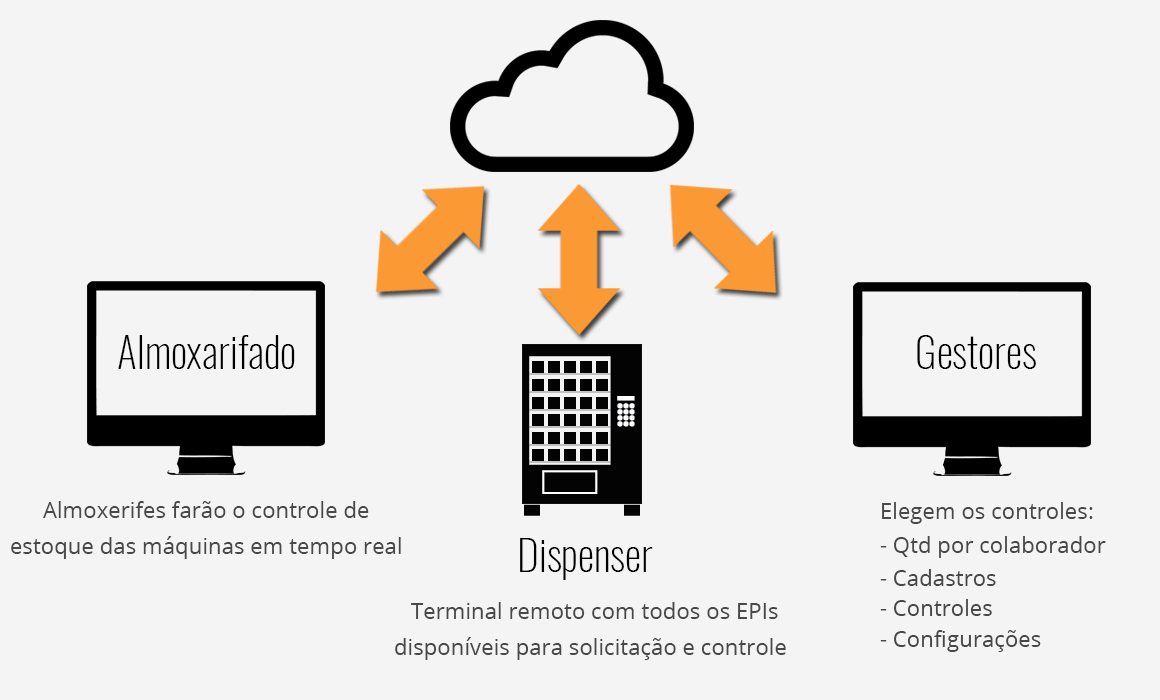 Almoxarifado
Almoxerifes farão o controle de
estoque das máquinas em tempo real
Dispenser
Terminal remoto com todos os EPIs
disponíveis para solicitação e controle
Gestores
Elegem os controles:
- Qtd por colaborador
- Cadastros
- Controles
- Configurações